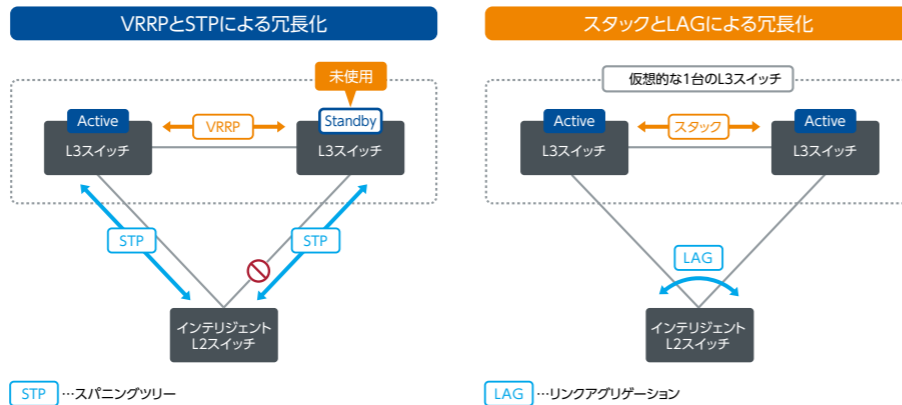 VRRPとSTPによる冗長化
未使用
Active
VRRP
Standby
L3スイッチ
L3スイッチ
STP
STP
インテリジェント
L2スイッチ
STP …スパニングツリー
スタックとLAGによる冗長化
仮想的な1台のL3スイッチ
Active
スタック
Active
L3スイッチ
L3スイッチ
LAG
インテリジェント
L2スイッチ
LAG …リンクアグリゲーション